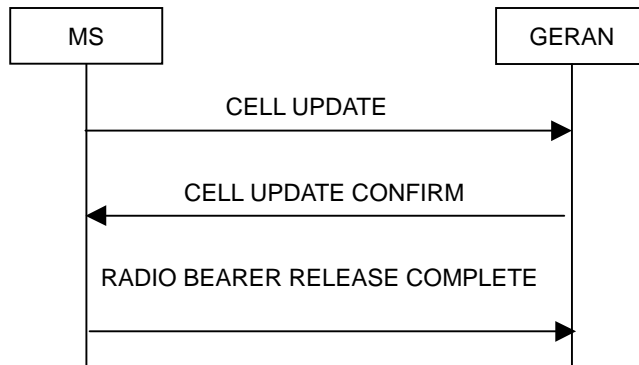 MS
GERAN
CELL UPDATE
CELL UPDATE CONFIRM
RADIO BEARER RELEASE COMPLETE